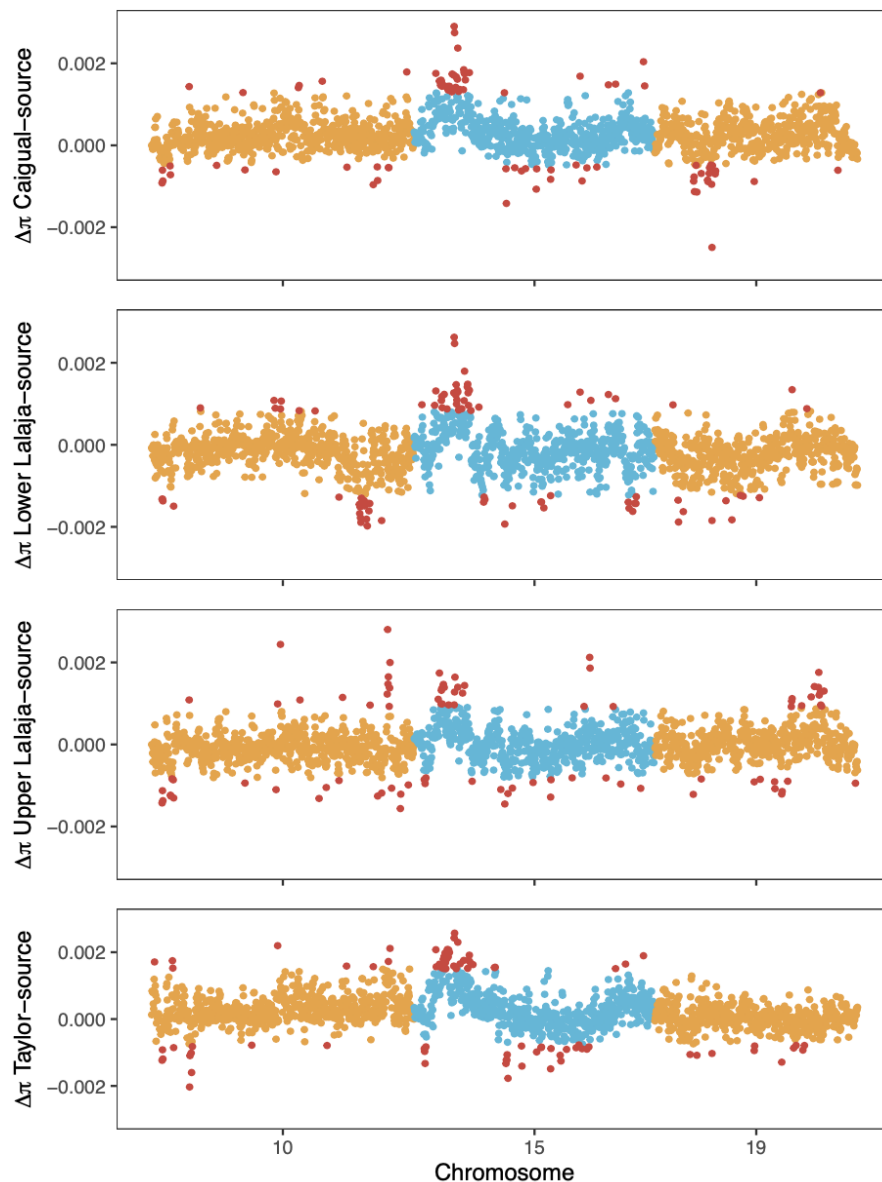 Δπ Caigual−source
0.002
0.000
−0.002
Δπ Lower Lalaja−source
0.002
0.000
−0.002
Δπ Upper Lalaja−source
0.002
0.000
−0.002
Δπ Taylor−source
0.002
0.000
−0.002
10 15 19
Chromosome